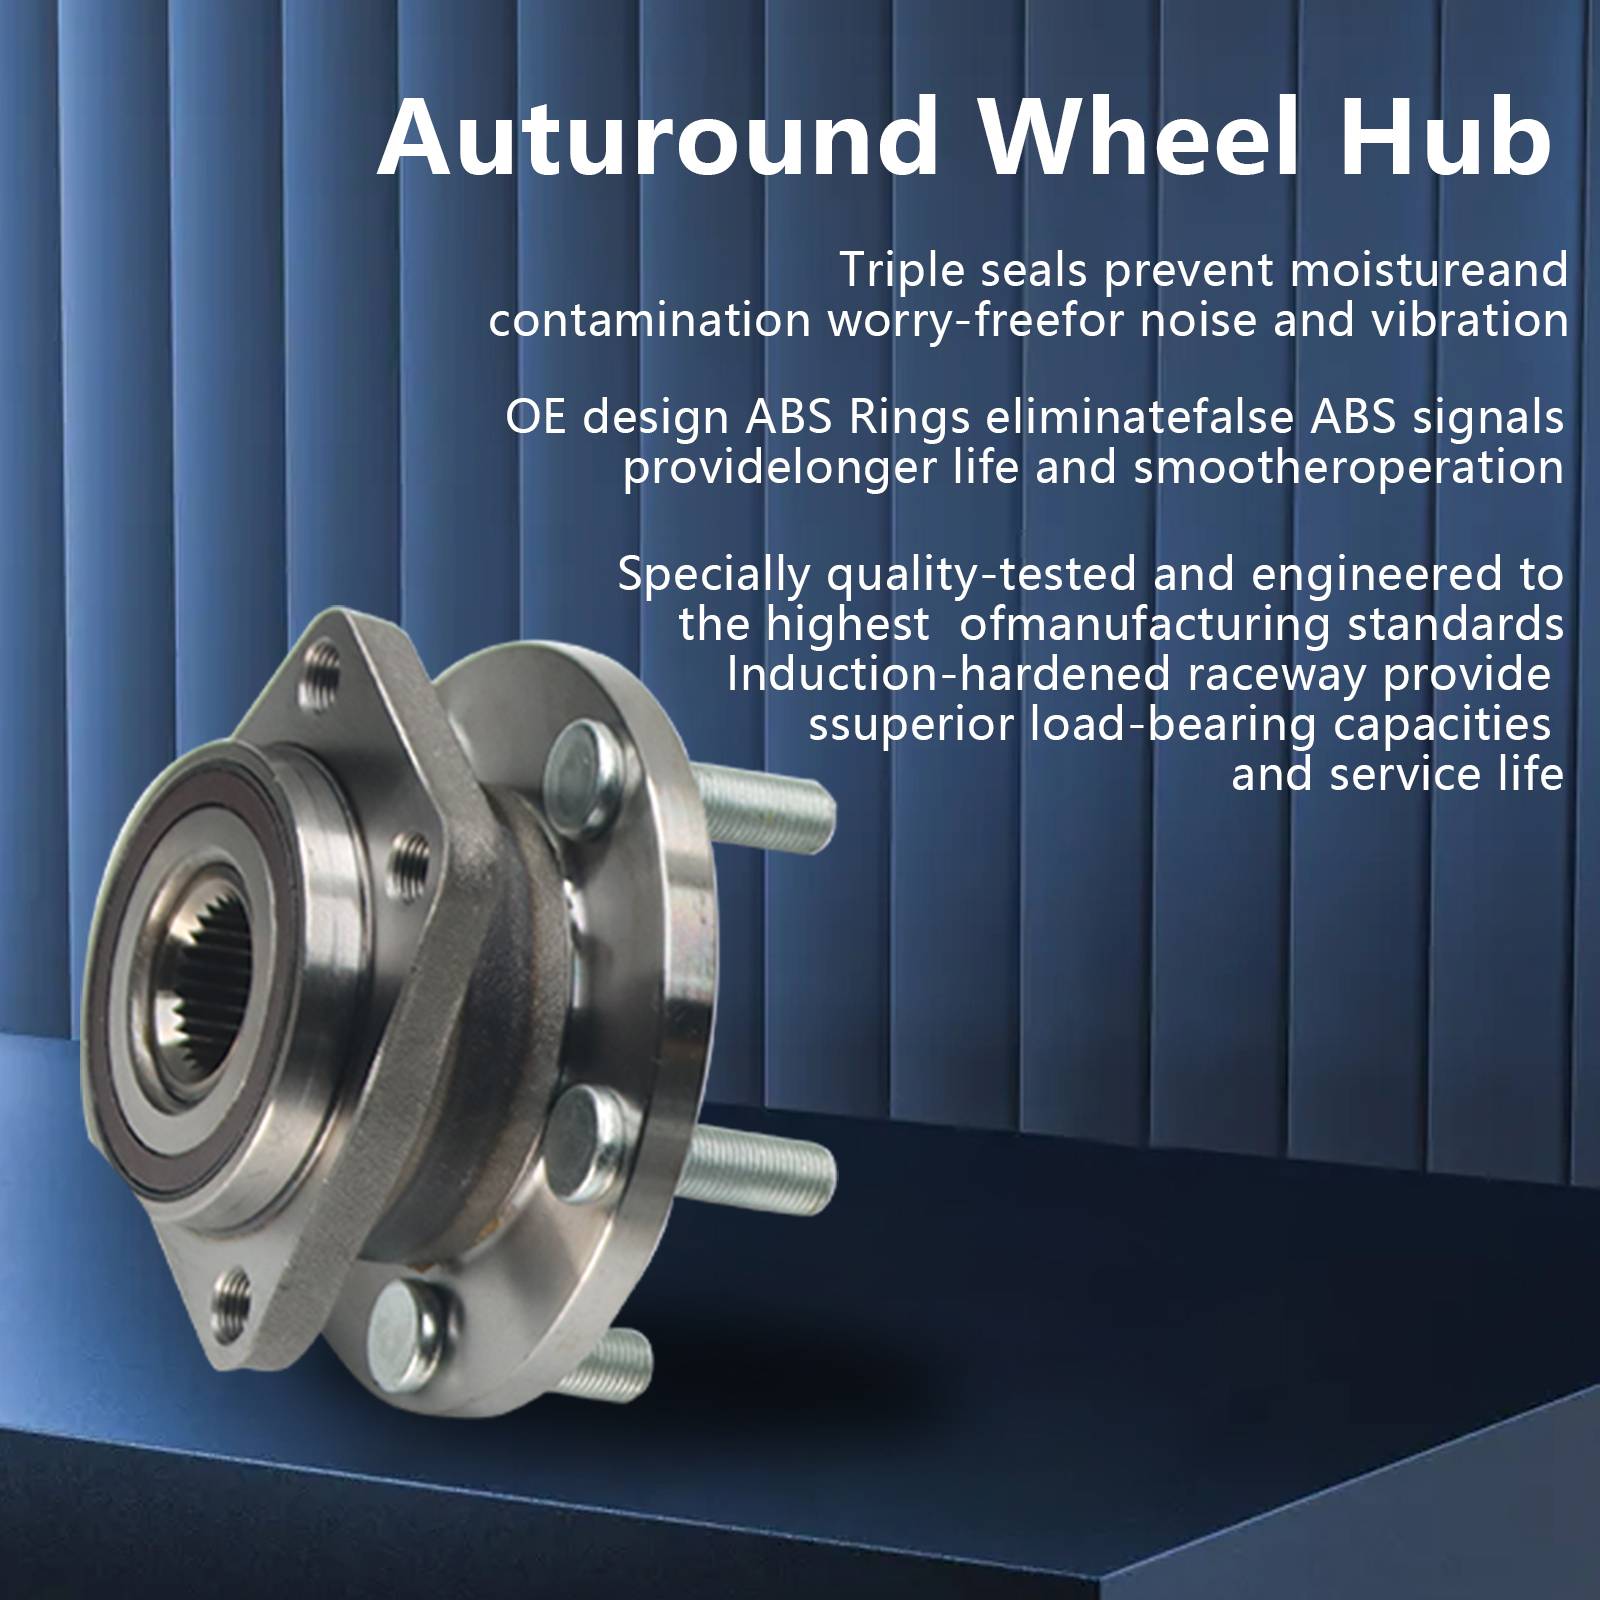 Auturound Wheel Hub
Triple seals prevent moistureand
contamination worry-freefor noise and vibration
OE design ABS Rings eliminatefalse ABS signals
providelonger life and smootheroperation
Specially quality-tested and engineered to
the highest  ofmanufacturing standards
Induction-hardened raceway provide
ssuperior load-bearing capacities
and service life